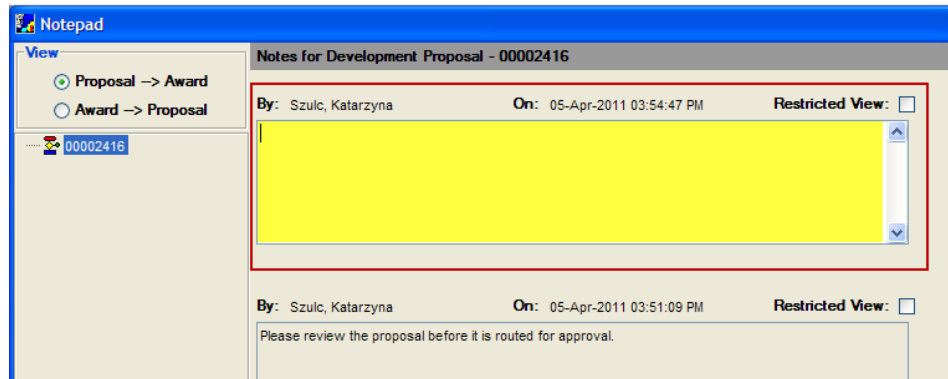 Notepad
View
Proposal --> Award
Award --> Proposal
00002416
Notes for Development Proposal - 00002416
By: Szulc, Katarzyna On: 05-Apr-2011 03:54:47 PM Restricted View:
By: Szulc, Katarzyna On: 05-Apr-2011 03:51:09 PM Restricted View:
Please review the proposal before it is routed for approval.